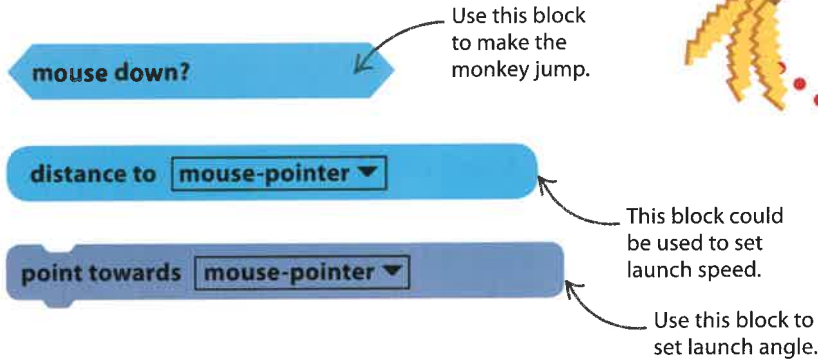 Use this block
to make the
monkey jump.
mouse down?
distance to mouse-pointer
This block could
be used to set
launch speed.
point towards mouse-pointer
Use this block to
set launch angle.